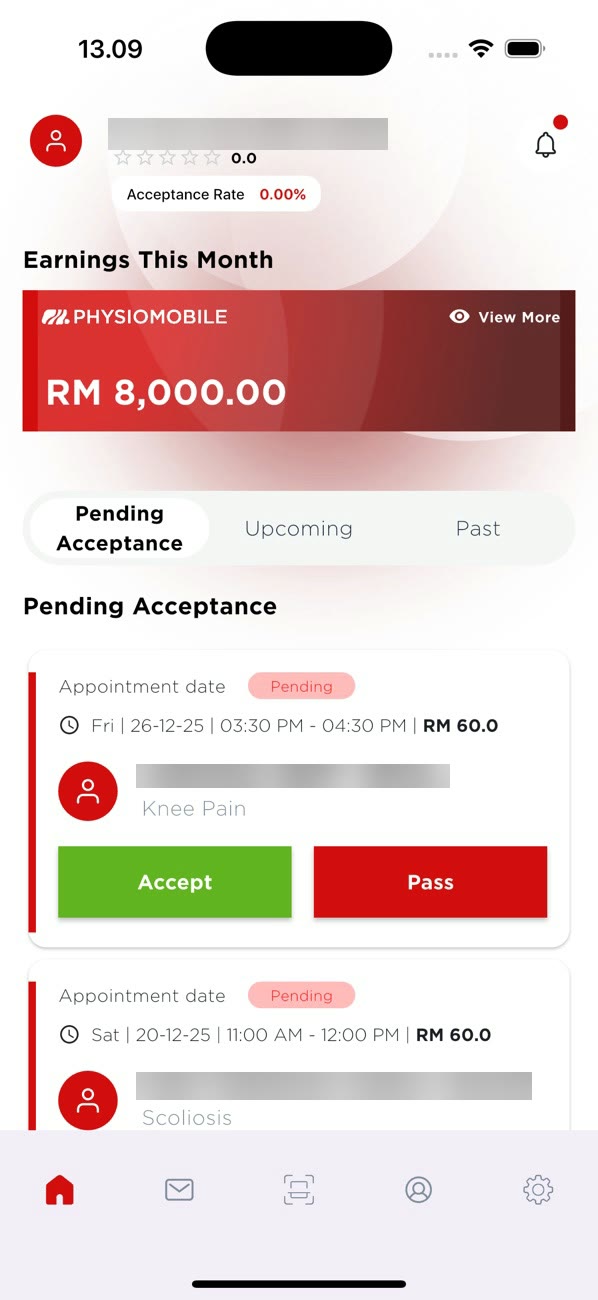 13.09
0.0
Acceptance Rate 0.00%
Earnings This Month
PHYSIOMOBILE
View More
RM 8,000.00
Pending
Acceptance
Upcoming
Past
Pending Acceptance
Appointment date Pending
Fri | 26-12-25 | 03:30 PM - 04:30 PM | RM 60.0
Knee Pain
Accept
Pass
Appointment date Pending
Sat | 20-12-25 | 11:00 AM - 12:00 PM | RM 60.0
Scoliosis